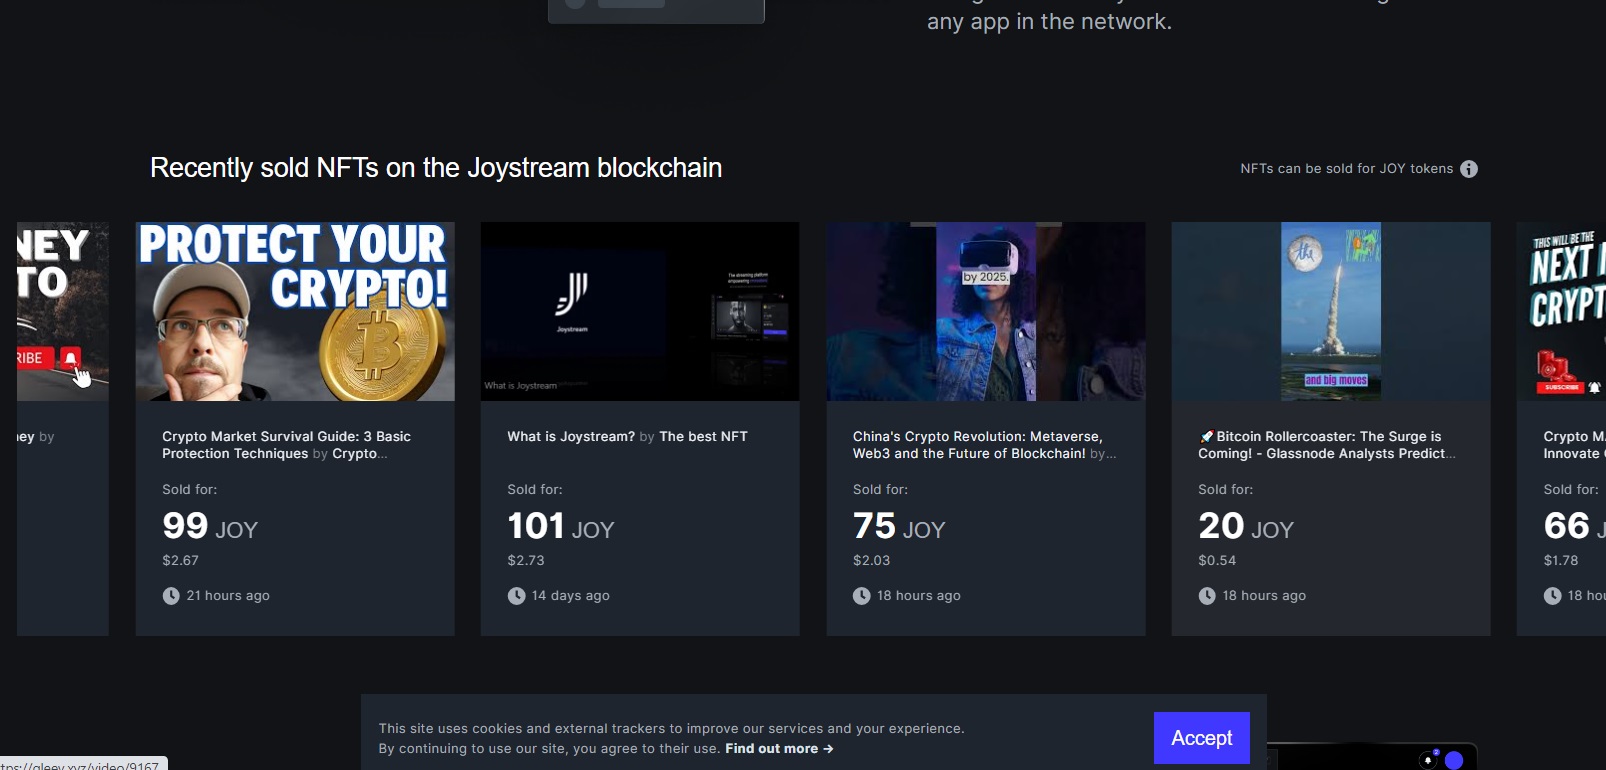 any app in the network.
Recently sold NFTs on the Joystream blockchain
NFTs can be sold for JOY tokens
NEY
TO
RIBE
ney by
PROTECT YOUR
CRYPTO!
Crypto Market Survival Guide: 3 Basic
Protection Techniques by Crypto...
Sold for:
99 JOY
$2.67
21 hours ago
Joystream
What is Joystream
What is Joystream? by The best NFT
Sold for:
101 JOY
$2.73
14 days ago
by 2025.
China's Crypto Revolution: Metaverse,
Web3 and the Future of Blockchain! by...
Sold for:
75 JOY
$2.03
18 hours ago
the
and big moves
🚀Bitcoin Rollercoaster: The Surge is
Coming! - Glassnode Analysts Predict...
Sold for:
20 JOY
$0.54
18 hours ago
THIS WILL BE THE
NEXT
CRYPT
SUBSCRIBE
Crypto M
Innovate
Sold for:
66 J
$1.78
18 hou
This site uses cookies and external trackers to improve our services and your experience.
By continuing to use our site, you agree to their use. Find out more →
Accept
tps://gleev.xyz/video/9167